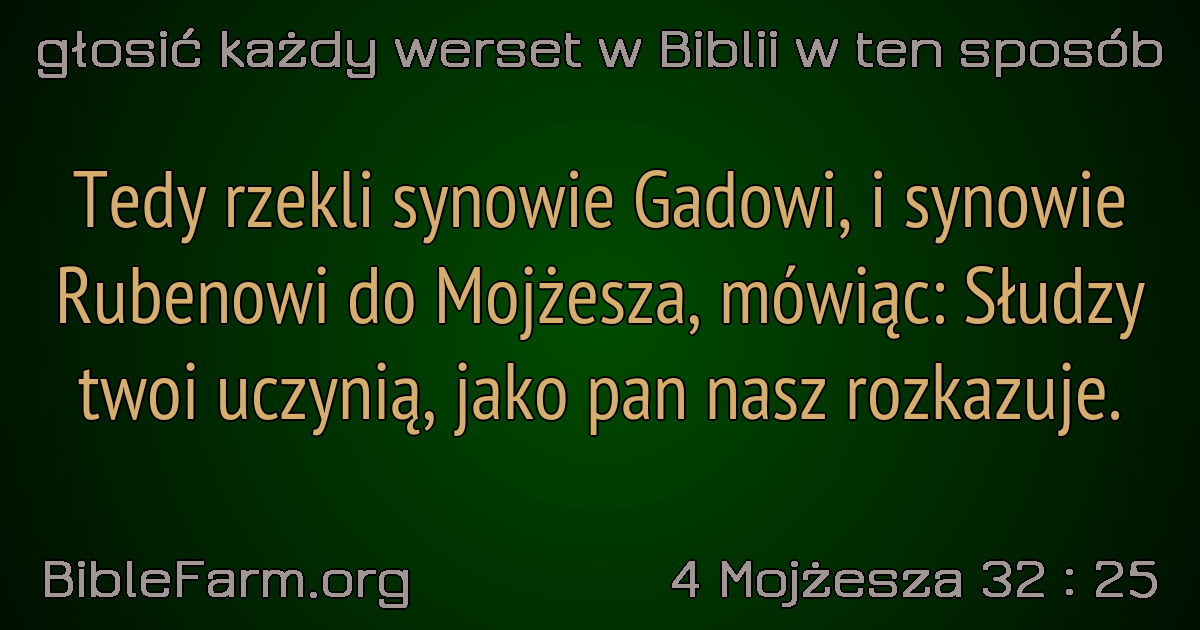 głosić każdy werset w Biblii w ten sposób
Tedy rzekli synowie Gadowi, i synowie
Rubenowi do Mojżesza, mówiąc: Słudzy
twoi uczynią, jako pan nasz rozkazuje.
BibleFarm.org
4 Mojżesza 32 : 25